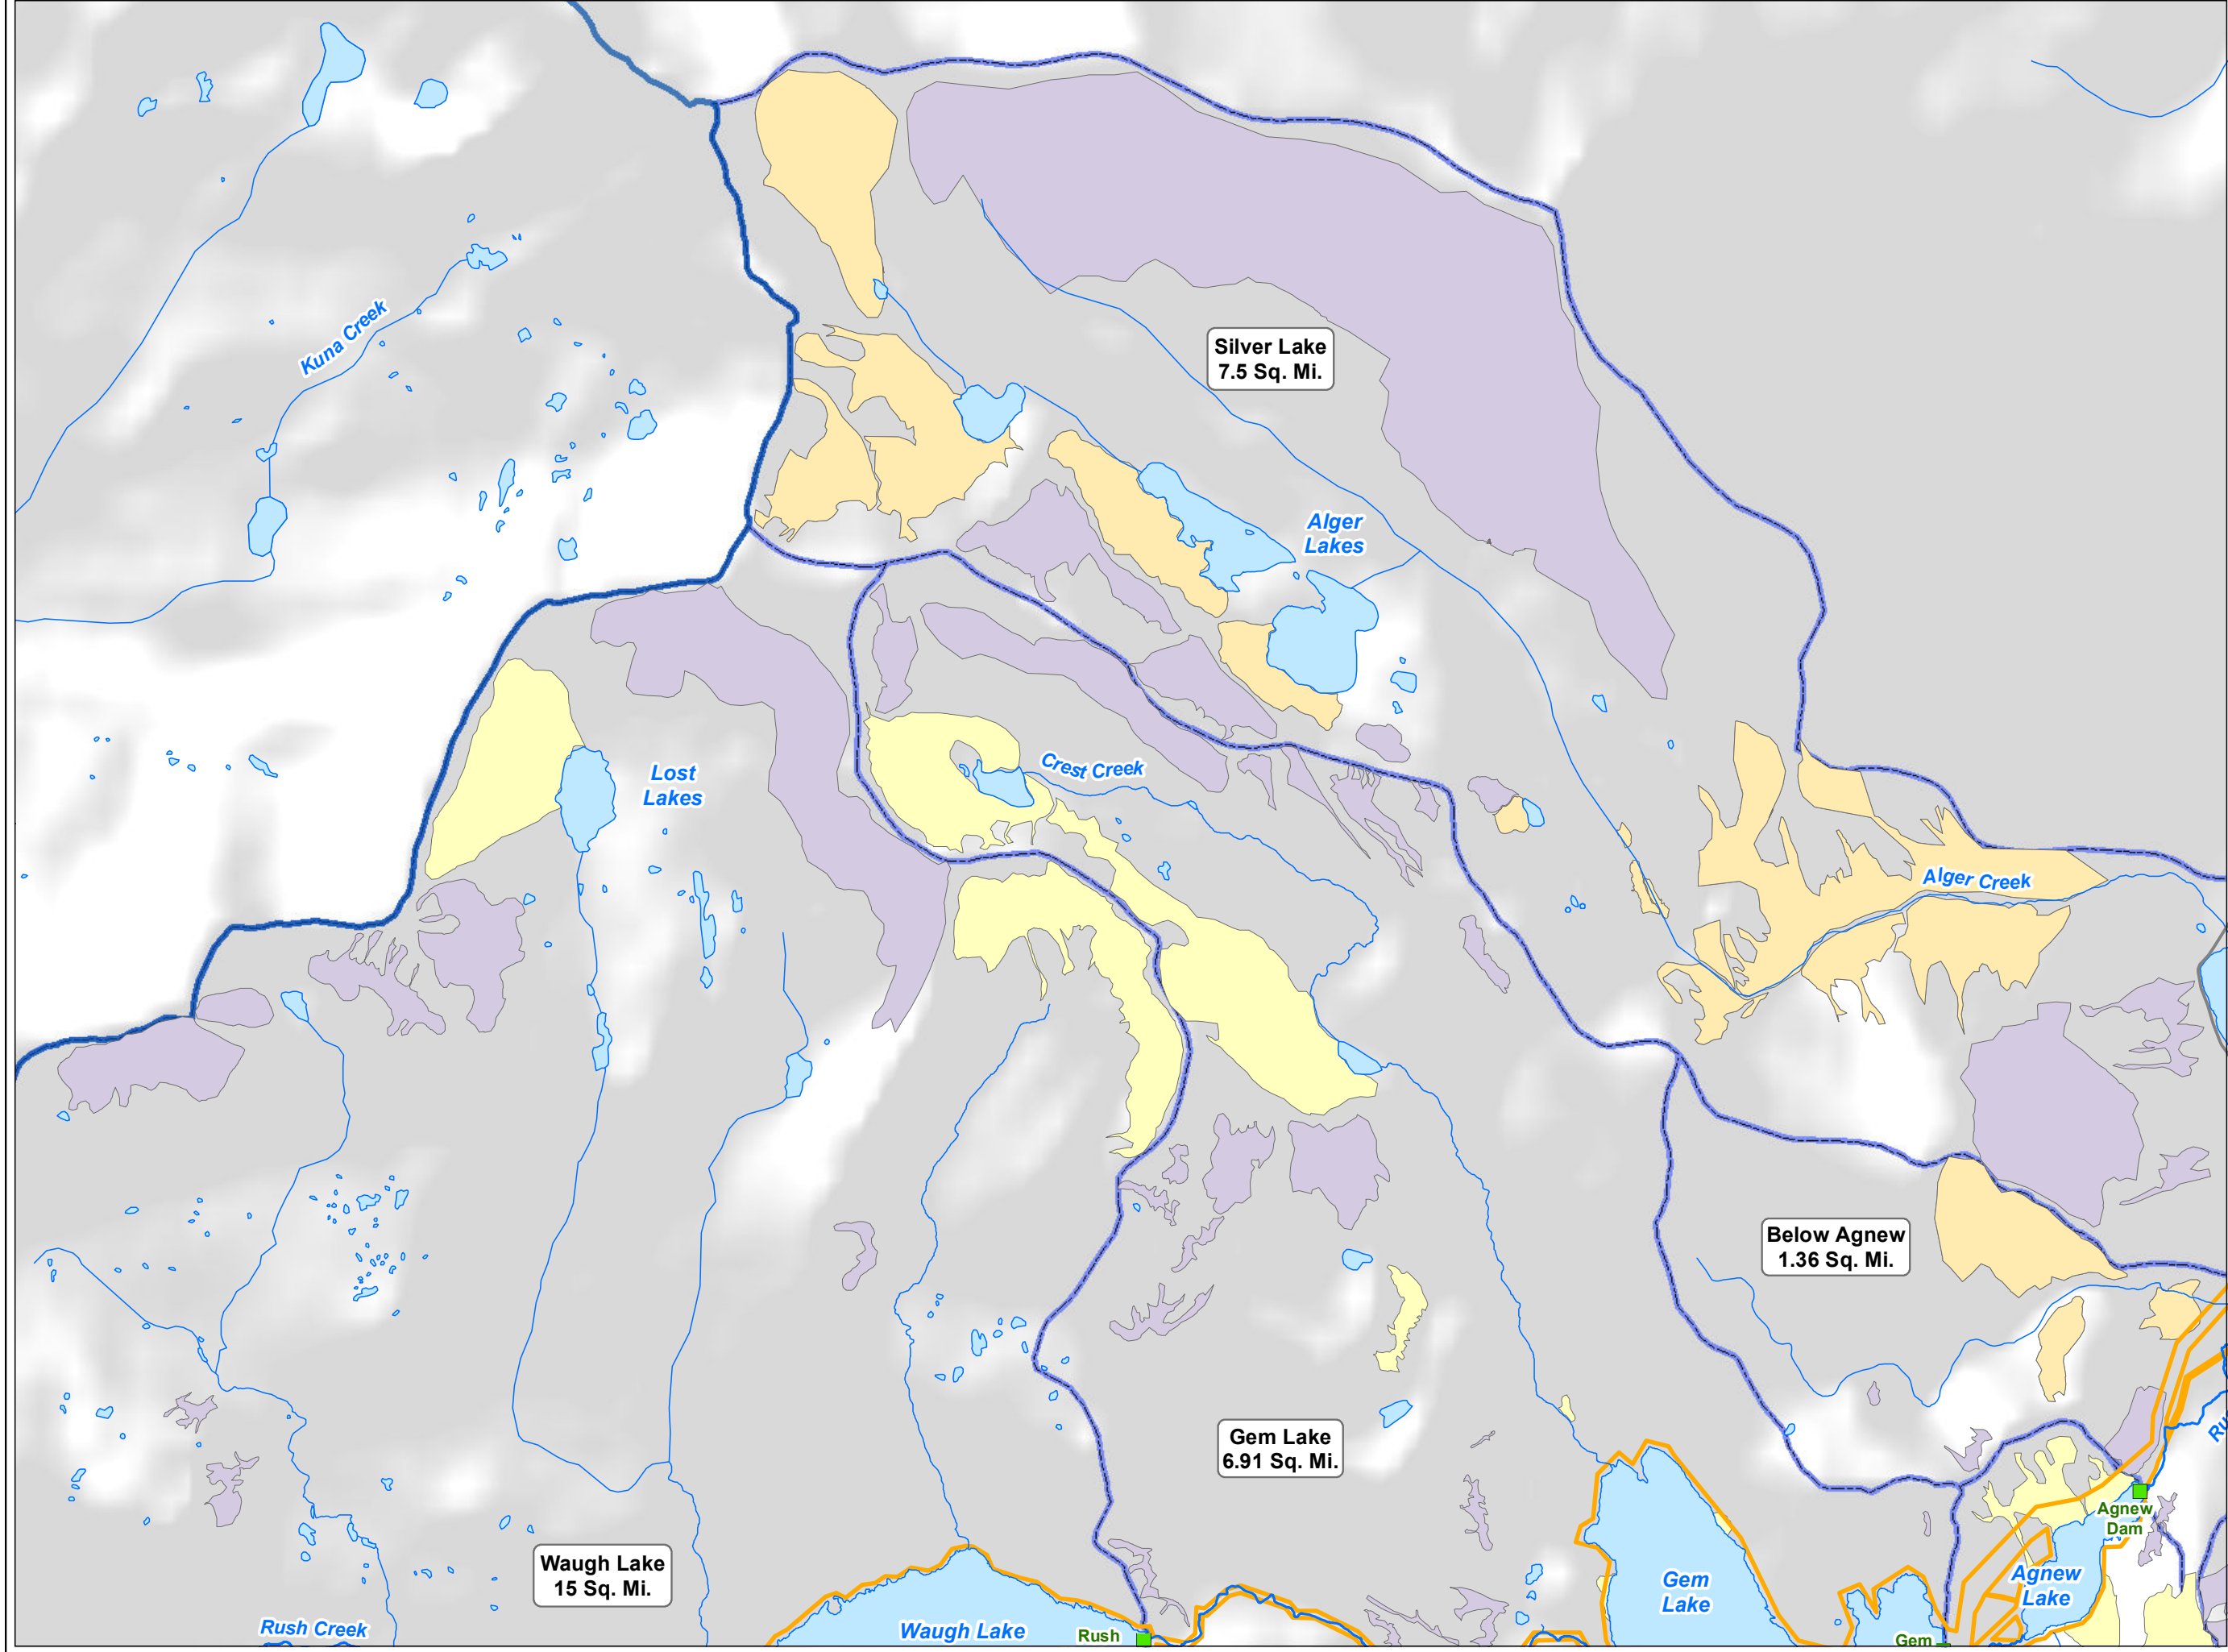 Kuna Creek
Silver Lake
7.5 Sq. Mi.
Alger
Lakes
Lost
Lakes
Crest Creek
Alger Creek
Below Agnew
1.36 Sq. Mi.
Gem Lake
6.91 Sq. Mi.
Agnew
Dam
Waugh Lake
15 Sq. Mi.
Gem
Lake
Agnew
Lake
Rush Creek
Waugh Lake
Rush
Gem